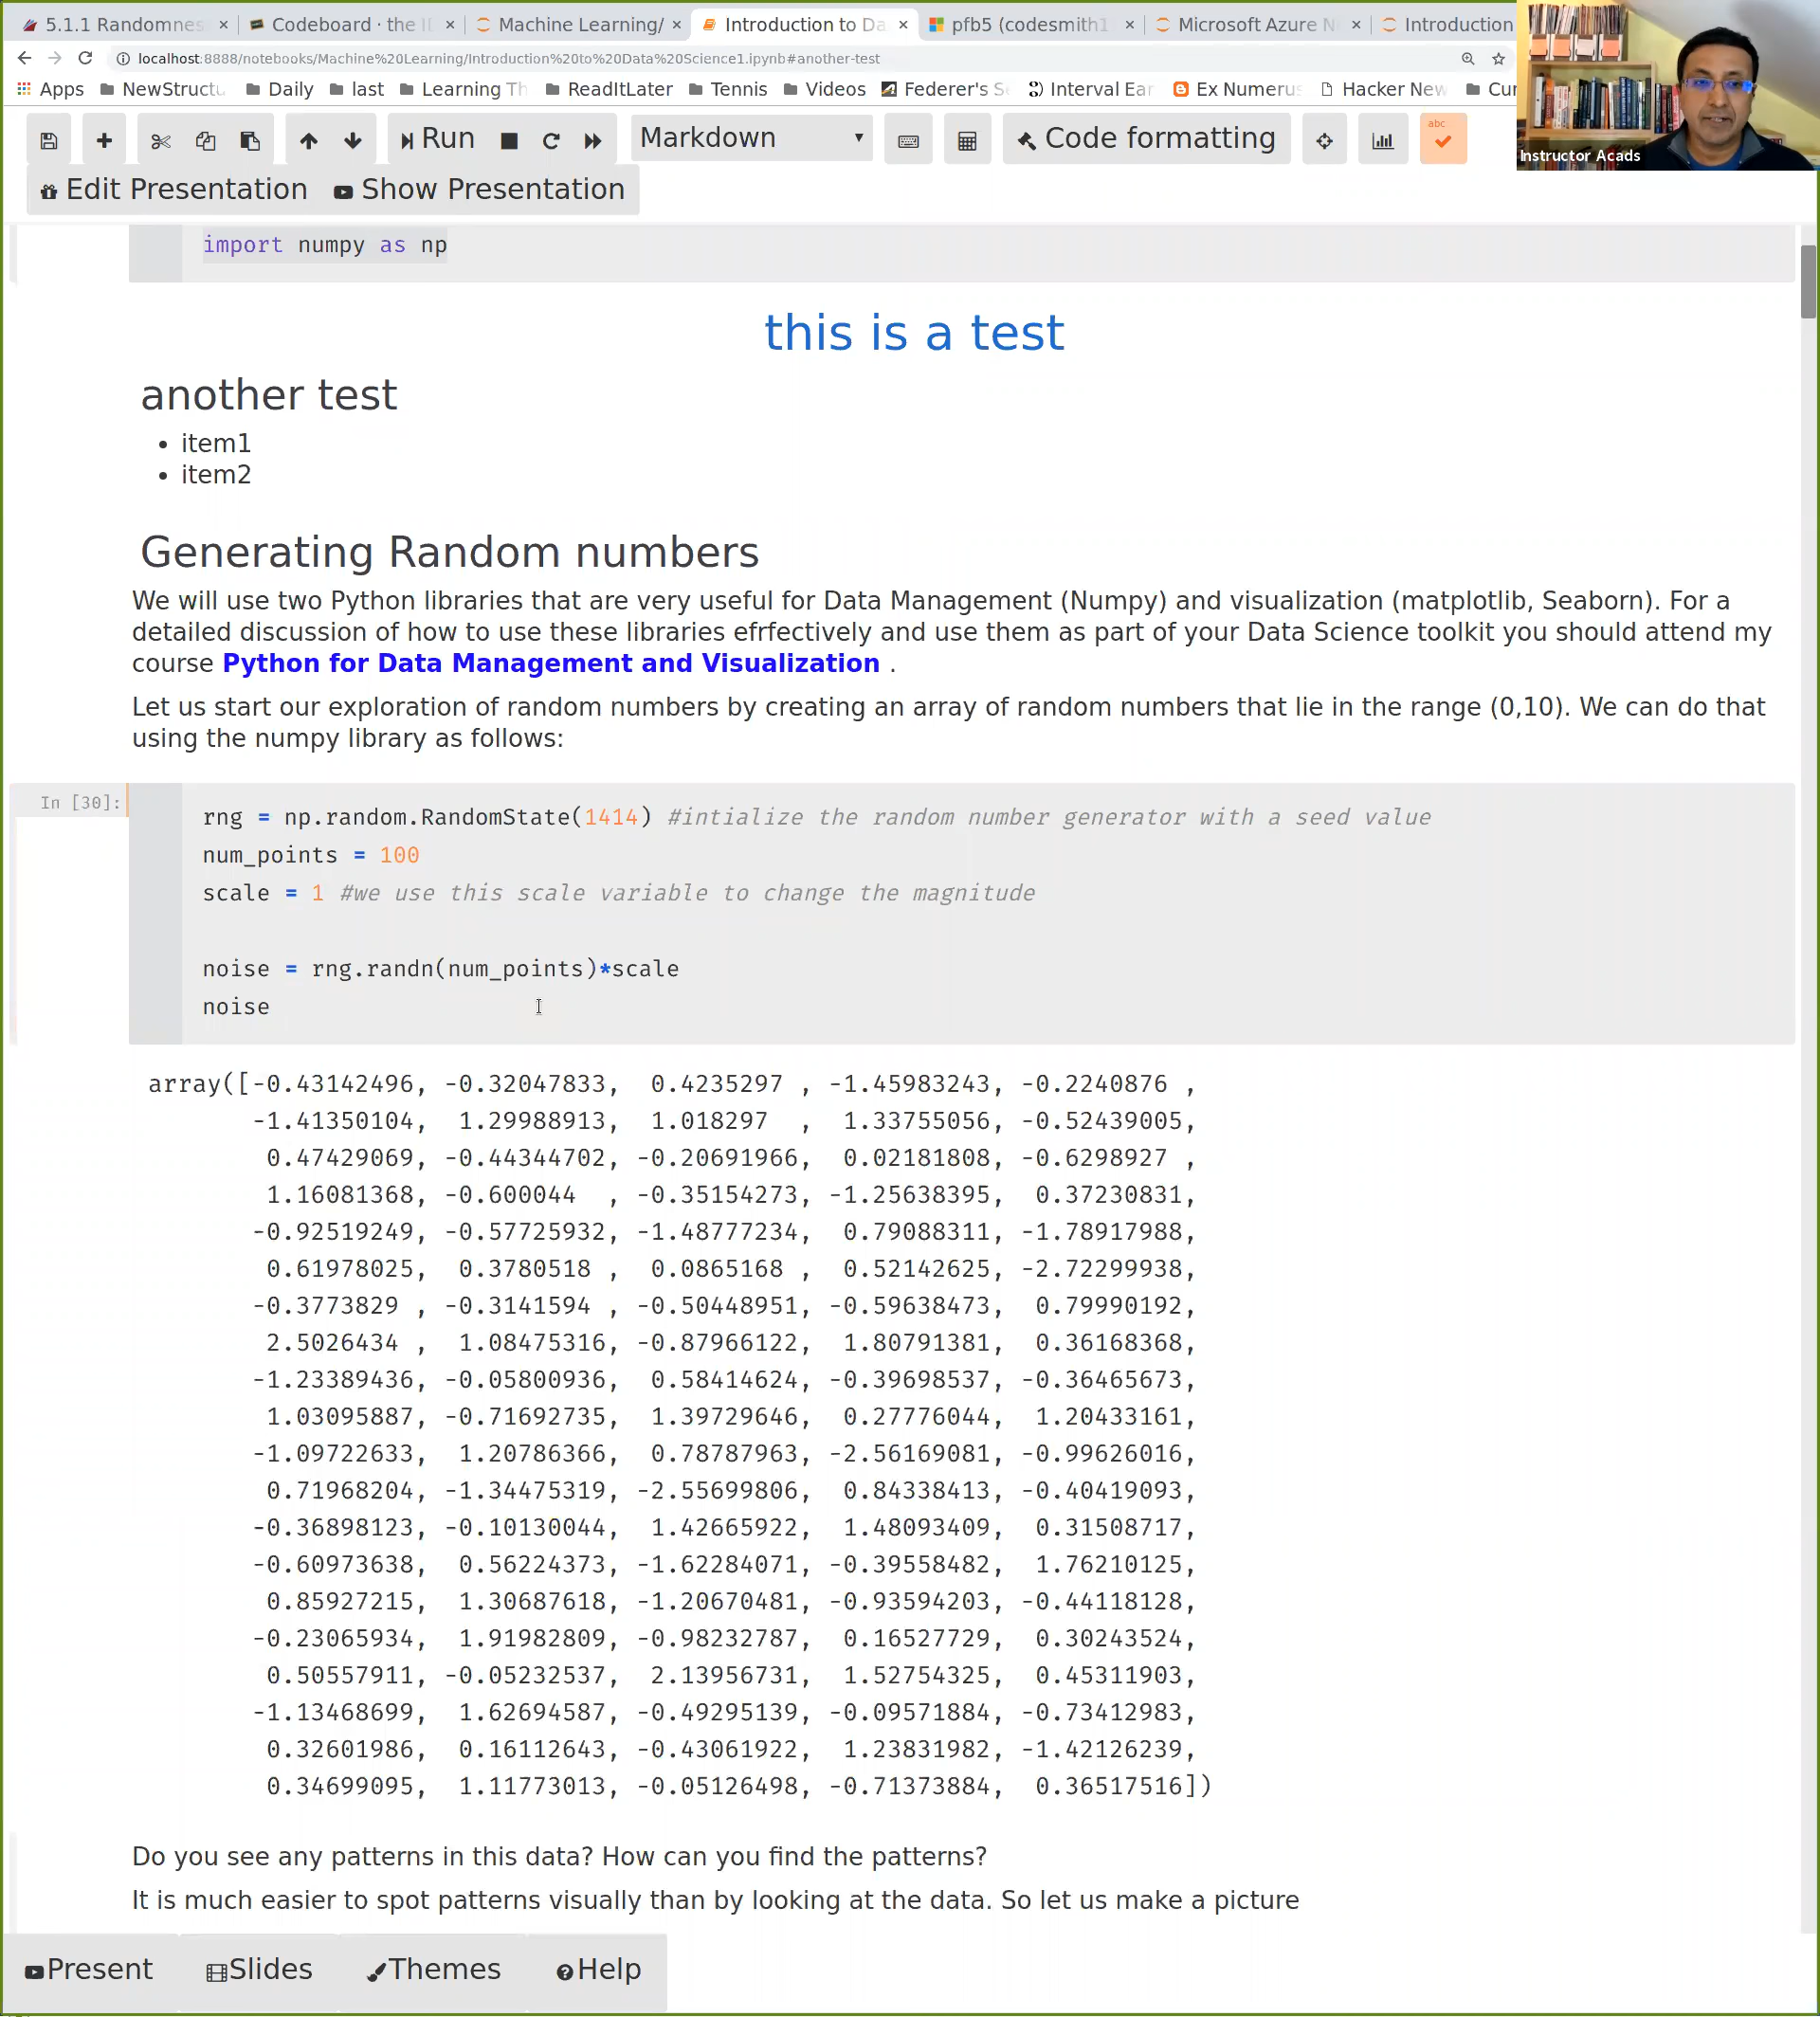 5.1.1 Randomnes
Codeboard · the I
Machine Learning/
Introduction to Da
pfb5 (codesmith1
Microsoft Azure N
Introduction
localhost:8888/notebooks/Machine%20Learning/Introduction%20to%20Data%20Science1.ipynb#another-test
Apps NewStructu Daily last Learning Th ReadItLater Tennis Videos Federer's S Interval Ear Ex Numerus Hacker New Cur
Run Markdown Code formatting abc
Instructor Acads
Edit Presentation Show Presentation
import numpy as np
this is a test
another test
• item1
• item2
Generating Random numbers
We will use two Python libraries that are very useful for Data Management (Numpy) and visualization (matplotlib, Seaborn). For a
detailed discussion of how to use these libraries efrfectively and use them as part of your Data Science toolkit you should attend my
course Python for Data Management and Visualization .
Let us start our exploration of random numbers by creating an array of random numbers that lie in the range (0,10). We can do that
using the numpy library as follows:
In [30]:
rng = np.random.RandomState(1414) #intialize the random number generator with a seed value
num_points = 100
scale = 1 #we use this scale variable to change the magnitude
noise = rng.randn(num_points)*scale
noise
array([-0.43142496, -0.32047833, 0.4235297 , -1.45983243, -0.2240876 ,
-1.41350104, 1.29988913, 1.018297 , 1.33755056, -0.52439005,
0.47429069, -0.44344702, -0.20691966, 0.02181808, -0.6298927 ,
1.16081368, -0.600044 , -0.35154273, -1.25638395, 0.37230831,
-0.92519249, -0.57725932, -1.48777234, 0.79088311, -1.78917988,
0.61978025, 0.3780518 , 0.0865168 , 0.52142625, -2.72299938,
-0.3773829 , -0.3141594 , -0.50448951, -0.59638473, 0.79990192,
2.5026434 , 1.08475316, -0.87966122, 1.80791381, 0.36168368,
-1.23389436, -0.05800936, 0.58414624, -0.39698537, -0.36465673,
1.03095887, -0.71692735, 1.39729646, 0.27776044, 1.20433161,
-1.09722633, 1.20786366, 0.78787963, -2.56169081, -0.99626016,
0.71968204, -1.34475319, -2.55699806, 0.84338413, -0.40419093,
-0.36898123, -0.10130044, 1.42665922, 1.48093409, 0.31508717,
-0.60973638, 0.56224373, -1.62284071, -0.39558482, 1.76210125,
0.85927215, 1.30687618, -1.20670481, -0.93594203, -0.44118128,
-0.23065934, 1.91982809, -0.98232787, 0.16527729, 0.30243524,
0.50557911, -0.05232537, 2.13956731, 1.52754325, 0.45311903,
-1.13468699, 1.62694587, -0.49295139, -0.09571884, -0.73412983,
0.32601986, 0.16112643, -0.43061922, 1.23831982, -1.42126239,
0.34699095, 1.11773013, -0.05126498, -0.71373884, 0.36517516])
Do you see any patterns in this data? How can you find the patterns?
It is much easier to spot patterns visually than by looking at the data. So let us make a picture
Present Slides Themes Help